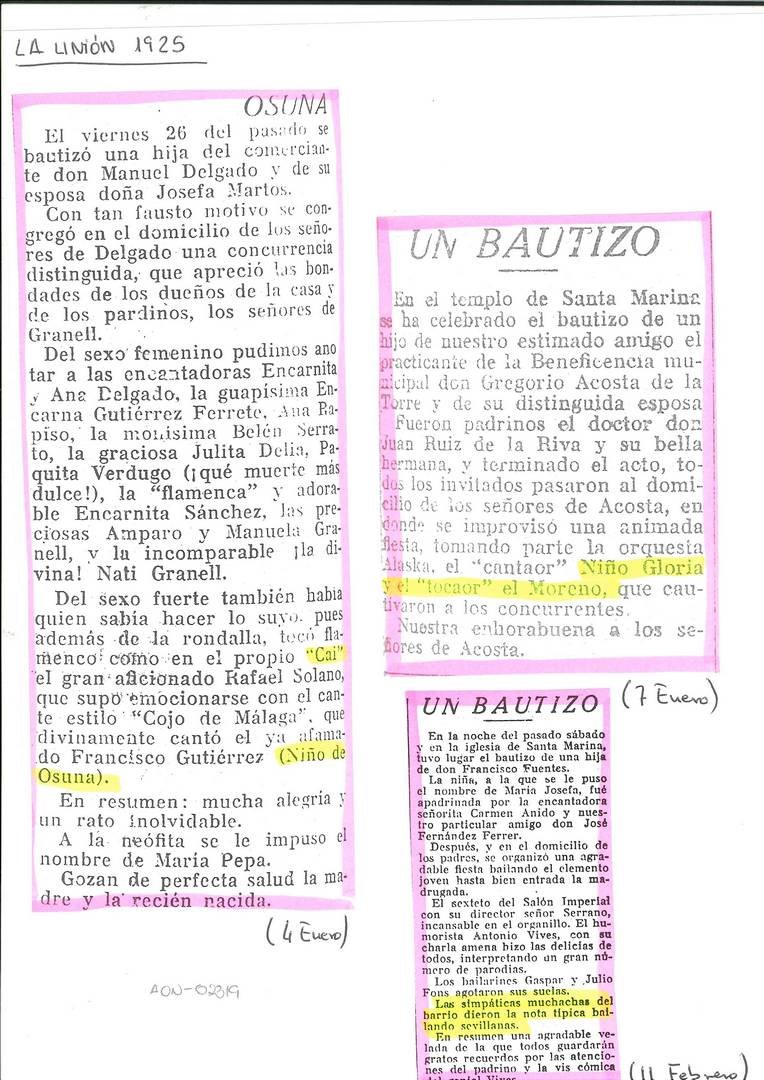 LA UNIÓN 1925
OSUNA
El viernes 26 del pasado se
bautizó una hija del comercian-
te don Manuel Delgado y de su
esposa doña Josefa Martos.
Con tan fausto motivo se con-
gregó en el domicilio de los seño-
res de Delgado una concurrencia
distinguida, que apreció las bon-
dades de los dueños de la casa y
de los pardinos, los señores de
Granell.
Del sexo femenino pudimos ano
tar a las encantadoras Encarnita
y Ana Delgado, la guapísima En-
carna Gutiérrez Ferrete, Ana Ra-
piso, la monísima Belén Serra-
to, la graciosa Julita Delia, Pa-
quita Verdugo (¡qué muerte más
dulce!), la "flamenca" y adora-
ble Encarnita Sánchez, las pre-
ciosas Amparo y Manuela Gra-
nell, y la incomparable ¡la di-
vina! Nati Granell.
Del sexo fuerte también había
quien sabía hacer lo suyo, pues
además de la rondalla, tocó fla-
menco como en el propio "Cai"
el gran aficionado Rafael Solano,
que supo emocionarse con el can-
te estilo "Cojo de Málaga", que
divinamente cantó el ya afama-
do Francisco Gutiérrez (Niño de
Osuna).
En resumen: mucha alegría y
un rato inolvidable.
A la neófita se le impuso el
nombre de María Pepa.
Gozan de perfecta salud la ma-
dre y la recién nacida.
(4 Enero)
AON-02319
UN BAUTIZO
En el templo de Santa Marina
se ha celebrado el bautizo de un
hijo de nuestro estimado amigo el
practicante de la Beneficencia mu-
nicipal don Gregorio Acosta de la
Torre y de su distinguida esposa
Fueron padrinos el doctor don
Juan Ruiz de la Riva y su bella
hermana, y terminado el acto, to-
dos los invitados pasaron al domi-
cilio de los señores de Acosta, en
donde se improvisó una animada
fiesta, tomando parte la orquesta
Alaska, el "cantaor" Niño Gloria
y el "tocaor" el Moreno, que cau-
tivaron a los concurrentes.
Nuestra enhorabuena a los se-
ñores de Acosta.
(7 Enero)
UN BAUTIZO
En la noche del pasado sábado
y en la iglesia de Santa Marina,
tuvo lugar el bautizo de una hija
de don Francisco Fuentes.
La niña, a la que se le puso
el nombre de María Josefa, fué
apadrinada por la encantadora
señorita Carmen Anido y nues-
tro particular amigo don José
Fernández Ferrer.
Después, y en el domicilio de
los padres, se organizó una agra-
dable fiesta bailando el elemento
joven hasta bien entrada la ma-
drugada.
El sexteto del Salón Imperial
con su director señor Serrano,
incansable en el organillo. El hu-
morista Antonio Vives, con su
charla amena hizo las delicias de
todos, interpretando un gran nú-
mero de parodias.
Los bailarines Gaspar y Julio
Fons agotaron sus suelas.
Las simpáticas muchachas del
barrio dieron la nota típica bai-
lando sevillanas.
En resumen una agradable ve-
lada de la que todos guardarán
gratos recuerdos por las atencio-
nes del padrino y la vis cómica
del genial Vives.
(11 Febrero)